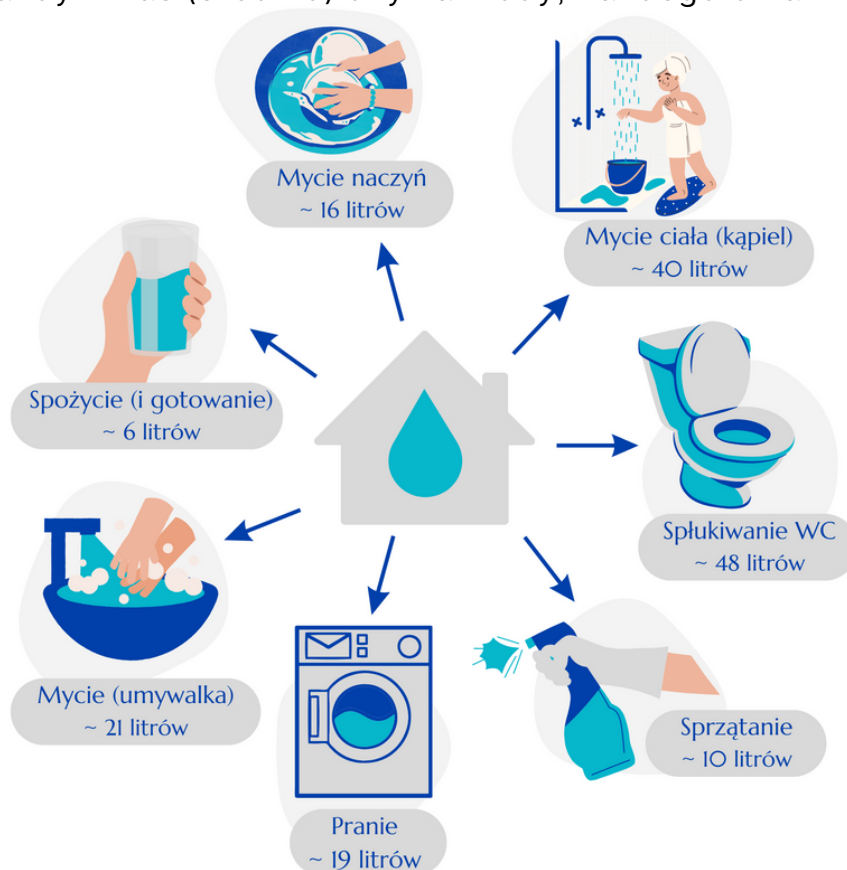 Mycie naczyń
~ 16 litrów
Mycie ciała (kąpiel)
~ 40 litrów
Spożycie (i gotowanie)
~ 6 litrów
Spłukiwanie WC
~ 48 litrów
Mycie (umywalka)
~ 21 litrów
Sprzątanie
~ 10 litrów
Pranie
~ 19 litrów